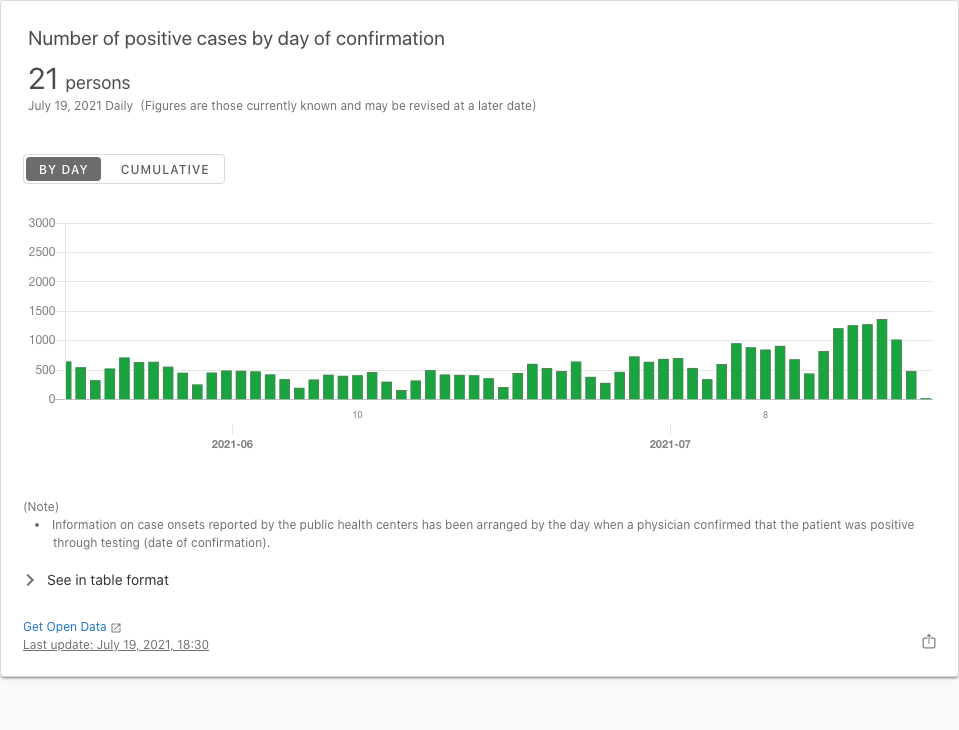 Number of positive cases by day of confirmation
21 persons
July 19, 2021 Daily (Figures are those currently known and may be revised at a later date)
BY DAY CUMULATIVE
3000
2500
2000
1500
1000
500
0
10 8
2021-06 2021-07
(Note)
• Information on case onsets reported by the public health centers has been arranged by the day when a physician confirmed that the patient was positive
through testing (date of confirmation).
See in table format
Get Open Data
Last update: July 19, 2021, 18:30